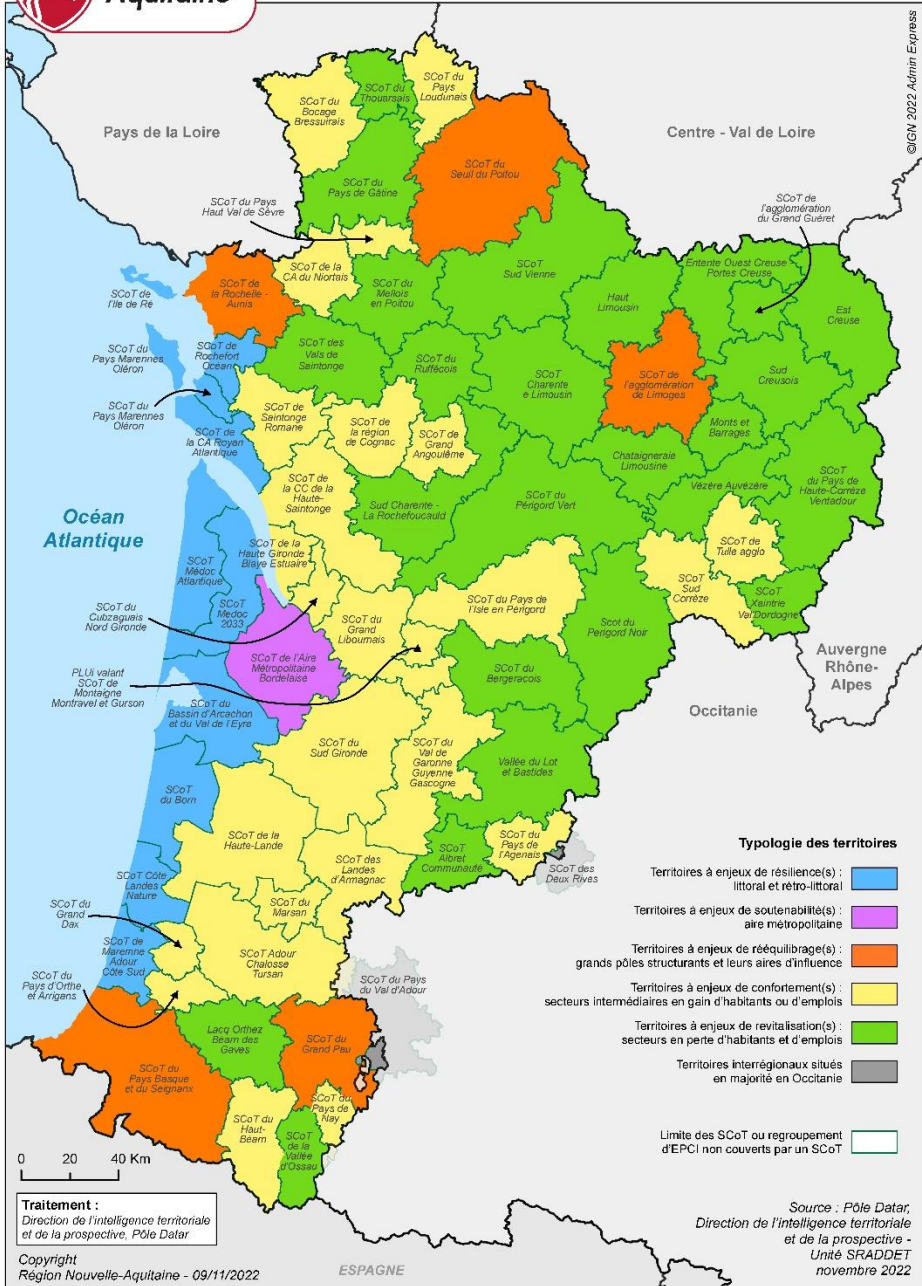 Aquitaine
©IGN 2022 Admin Express
Pays de la Loire
Centre - Val de Loire
SCoT du
Bocage
Bressuirais
SCoT du
Thouarsais
SCoT du
Pays
Loudunais
SCoT du
Seuil du Poitou
SCoT du
Pays de Gâtine
SCoT du Pays
Haut Val de Sèvre
SCoT de
l'agglomération
du Grand Guéret
SCoT de
l'Ile de Ré
SCoT de
la Rochelle -
Aunis
SCoT de la
CA du Niortais
SCoT du
Mellois
en Poitou
SCoT
Sud Vienne
Haut
Limousin
Entente Ouest Creuse
Portes Creuse
Est
Creuse
SCoT du
Pays Marennes
Oléron
SCoT de
Rochefort
Océan
SCoT des
Vals de
Saintonge
SCoT du
Ruffécois
SCoT
Charente
e Limousin
SCoT de
l'agglomération
de Limoges
Sud
Creusois
SCoT du
Pays Marennes
Oléron
SCoT de
la CA Royan
Atlantique
SCoT de
Saintonge
Romane
SCoT de
la région
de Cognac
SCoT de
Grand
Angoulême
Monts et
Barrages
Chataigneraie
Limousine
SCoT
du Pays de
Haute-Corrèze
Ventadour
SCoT de
la CC de la
Haute-
Saintonge
Sud Charente -
La Rochefoucauld
SCoT du
Périgord Vert
Vézère Auvézère
Océan
Atlantique
SCoT
Médoc
Atlantique
SCoT
Medoc
2033
SCoT de la
Haute Gironde
Blaye Estuaire
SCoT de
Tulle agglo
SCoT
Sud
Corrèze
SCoT
Xaintrie
Val'Dordogne
SCoT du
Cubzaguais
Nord Gironde
SCoT du
Grand
Libournais
SCoT du Pays de
l'Isle en Périgord
Scot du
Périgord Noir
PLUi valant
SCoT de
Montaigne
Montravel et Gurson
SCoT de l'Aire
Métropolitaine
Bordelaise
SCoT du
Bergeracois
Auvergne
Rhône-
Alpes
Occitanie
SCoT du
Bassin d'Arcachon
et du Val de l'Eyre
SCoT du
Sud Gironde
SCoT du
Val de
Garonne
Guyenne
Gascogne
Vallée du Lot
et Bastides
SCoT
du Born
SCoT de la
Haute-Lande
SCoT des
Landes
d'Armagnac
SCoT
Albret
Communauté
SCoT du
Pays de
l'Agenais
SCoT des
Deux Rives
SCoT Côte
Landes
Nature
SCoT du
Marsan
SCoT du
Grand
Dax
SCoT de
Maremne
Adour
Côte Sud
SCoT Adour
Chalosse
Tursan
SCoT du
Pays d'Orthe
et Arrigans
SCoT du Pays
du Val d'Adour
Lacq Orthez
Béarn des
Gaves
SCoT du
Grand Pau
SCoT du
Pays Basque
et du Seignanx
SCoT du
Haut-
Béarn
SCoT du
Pays de
Nay
SCoT
de la
Vallée
d'Ossau
Typologie des territoires
Territoires à enjeux de résilience(s) :
littoral et rétro-littoral
Territoires à enjeux de soutenabilité(s) :
aire métropolitaine
Territoires à enjeux de rééquilibrage(s) :
grands pôles structurants et leurs aires d'influence
Territoires à enjeux de confortement(s) :
secteurs intermédiaires en gain d'habitants ou d'emplois
Territoires à enjeux de revitalisation(s) :
secteurs en perte d'habitants et d'emplois
Territoires interrégionaux situés
en majorité en Occitanie
Limite des SCoT ou regroupement
d'EPCI non couverts par un SCoT
0 20 40 Km
Traitement :
Direction de l'intelligence territoriale
et de la prospective, Pôle Datar
Copyright
Région Nouvelle-Aquitaine - 09/11/2022
ESPAGNE
Source : Pôle Datar,
Direction de l'intelligence territoriale
et de la prospective -
Unité SRADDET
novembre 2022